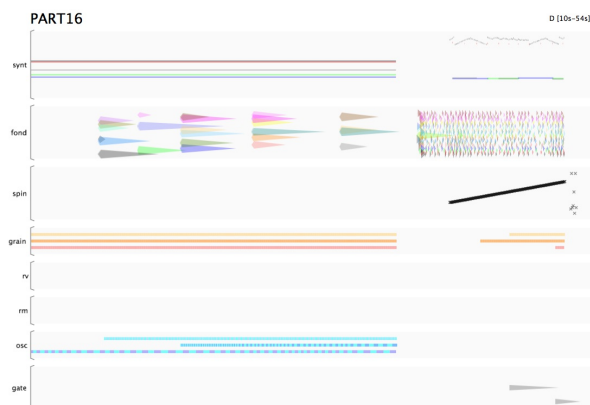 PART16
D [10s-54s]
synt
fond
spin
grain
rv
rm
osc
gate